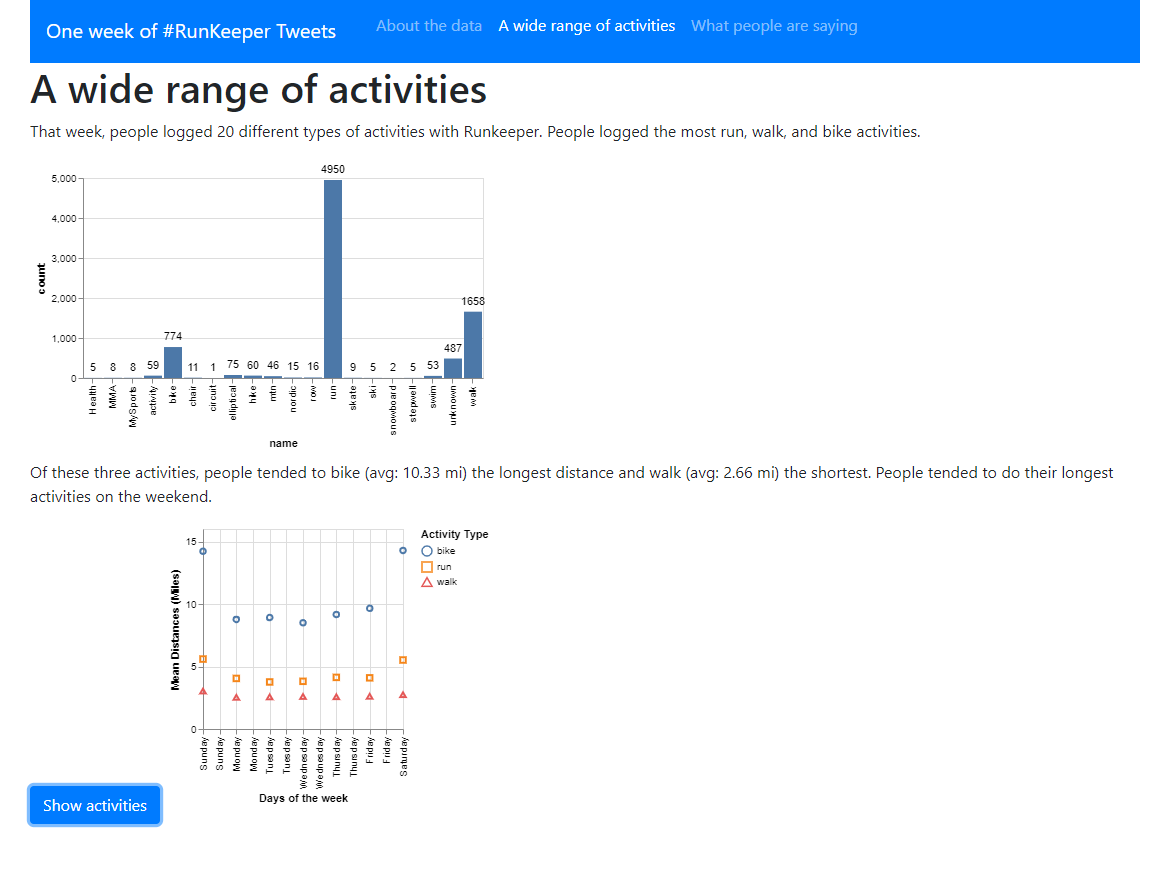 One week of #RunKeeper Tweets About the data A wide range of activities What people are saying
A wide range of activities
That week, people logged 20 different types of activities with Runkeeper. People logged the most run, walk, and bike activities.
4950
5,000
4,000
3,000
2,000
1,000
0
count
5 8 8 59 774 11 1 75 60 46 15 16 9 5 2 5 53 487 1658
Health MMA MySports activity bike chair circuit elliptical hike mtn nordic row run skate ski snowboard stepwell swim unknown walk
name
Of these three activities, people tended to bike (avg: 10.33 mi) the longest distance and walk (avg: 2.66 mi) the shortest. People tended to do their longest
activities on the weekend.
Activity Type
bike
run
walk
15
10
5
0
Mean Distances (Miles)
Sunday Sunday Monday Monday Tuesday Tuesday Wednesday Wednesday Thursday Thursday Friday Friday Saturday
Days of the week
Show activities